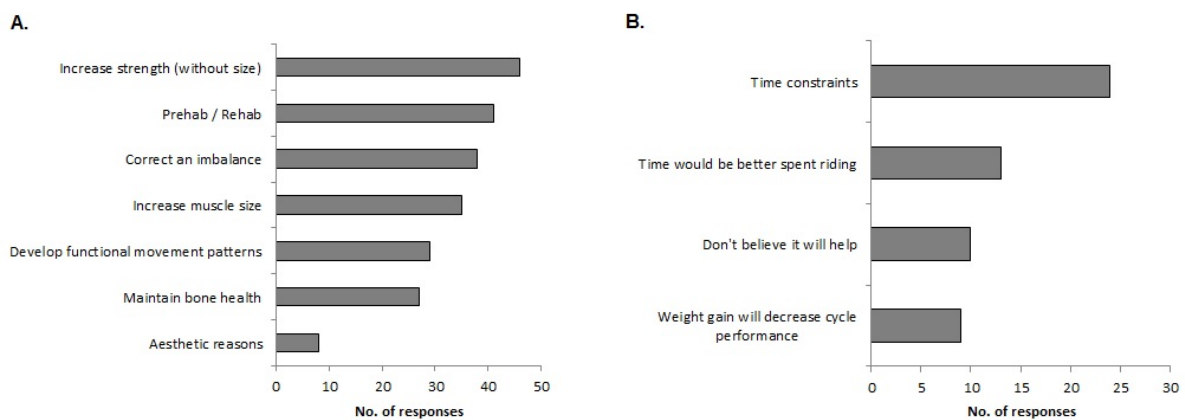 A.
Increase strength (without size)
Prehab / Rehab
Correct an imbalance
Increase muscle size
Develop functional movement patterns
Maintain bone health
Aesthetic reasons
0 10 20 30 40 50
No. of responses
B.
Time constraints
Time would be better spent riding
Don't believe it will help
Weight gain will decrease cycle
performance
0 5 10 15 20 25 30
No. of responses